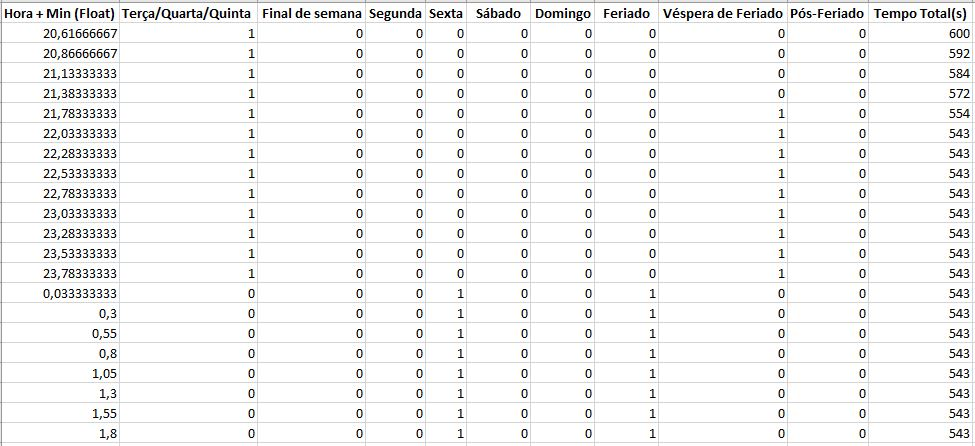 Hora + Min (Float) Terça/Quarta/Quinta Final de semana Segunda Sexta Sábado Domingo Feriado Véspera de Feriado Pós-Feriado Tempo Total(s)
20,61666667 1 0 0 0 0 0 0 0 0 600
20,86666667 1 0 0 0 0 0 0 0 0 592
21,13333333 1 0 0 0 0 0 0 0 0 584
21,38333333 1 0 0 0 0 0 0 0 0 572
21,78333333 1 0 0 0 0 0 0 1 0 554
22,03333333 1 0 0 0 0 0 0 1 0 543
22,28333333 1 0 0 0 0 0 0 1 0 543
22,53333333 1 0 0 0 0 0 0 1 0 543
22,78333333 1 0 0 0 0 0 0 1 0 543
23,03333333 1 0 0 0 0 0 0 1 0 543
23,28333333 1 0 0 0 0 0 0 1 0 543
23,53333333 1 0 0 0 0 0 0 1 0 543
23,78333333 1 0 0 0 0 0 0 1 0 543
0,033333333 0 0 0 1 0 0 1 0 0 543
0,3 0 0 0 1 0 0 1 0 0 543
0,55 0 0 0 1 0 0 1 0 0 543
0,8 0 0 0 1 0 0 1 0 0 543
1,05 0 0 0 1 0 0 1 0 0 543
1,3 0 0 0 1 0 0 1 0 0 543
1,55 0 0 0 1 0 0 1 0 0 543
1,8 0 0 0 1 0 0 1 0 0 543